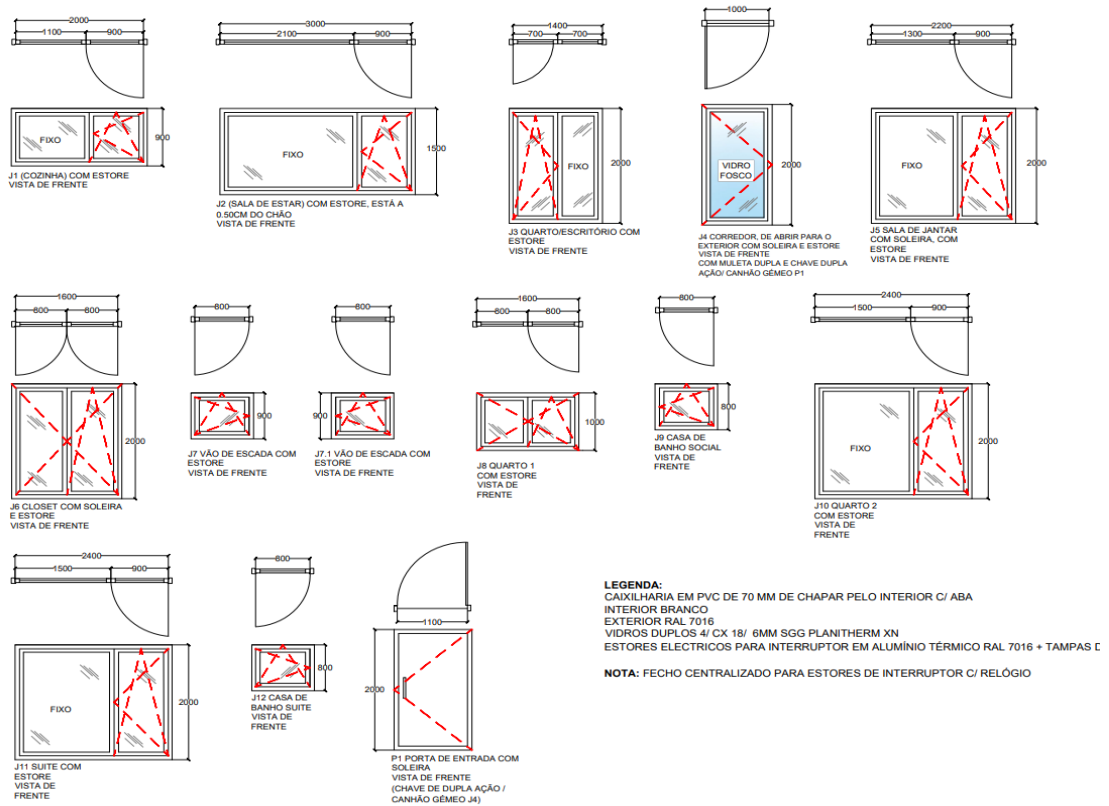 2000
1100
900
900
FIXO
J1 (COZINHA) COM ESTORE
VISTA DE FRENTE
3000
2100
900
1500
FIXO
J2 (SALA DE ESTAR) COM ESTORE, ESTÁ A
0.50CM DO CHÃO
VISTA DE FRENTE
1400
700
700
2000
FIXO
J3 QUARTO/ESCRITÓRIO COM
ESTORE
VISTA DE FRENTE
1000
2000
VIDRO
FOSCO
J4 CORREDOR, DE ABRIR PARA O
EXTERIOR COM SOLEIRA E ESTORE
VISTA DE FRENTE
COM MULETA DUPLA E CHAVE DUPLA
AÇÃO/ CANHÃO GÉMEO P1
2200
1300
900
2000
FIXO
J5 SALA DE JANTAR
COM SOLEIRA, COM
ESTORE
VISTA DE FRENTE
1600
800
800
2000
J6 CLOSET COM SOLEIRA
E ESTORE
VISTA DE FRENTE
800
900
J7 VÃO DE ESCADA COM
ESTORE
VISTA DE FRENTE
800
900
J7.1 VÃO DE ESCADA COM
ESTORE
VISTA DE FRENTE
1600
800
800
1000
J8 QUARTO 1
COM ESTORE
VISTA DE
FRENTE
800
800
J9 CASA DE
BANHO SOCIAL
VISTA DE
FRENTE
2400
1500
900
2000
FIXO
J10 QUARTO 2
COM ESTORE
VISTA DE
FRENTE
2400
1500
900
2000
FIXO
J11 SUITE COM
ESTORE
VISTA DE
FRENTE
800
800
J12 CASA DE
BANHO SUITE
VISTA DE
FRENTE
1100
2000
P1 PORTA DE ENTRADA COM
SOLEIRA
VISTA DE FRENTE
(CHAVE DE DUPLA AÇÃO /
CANHÃO GÉMEO J4)
LEGENDA:
CAIXILHARIA EM PVC DE 70 MM DE CHAPAR PELO INTERIOR C/ ABA
INTERIOR BRANCO
EXTERIOR RAL 7016
VIDROS DUPLOS 4/ CX 18/ 6MM SGG PLANITHERM XN
ESTORES ELECTRICOS PARA INTERRUPTOR EM ALUMÍNIO TÉRMICO RAL 7016 + TAMPAS D
NOTA: FECHO CENTRALIZADO PARA ESTORES DE INTERRUPTOR C/ RELÓGIO